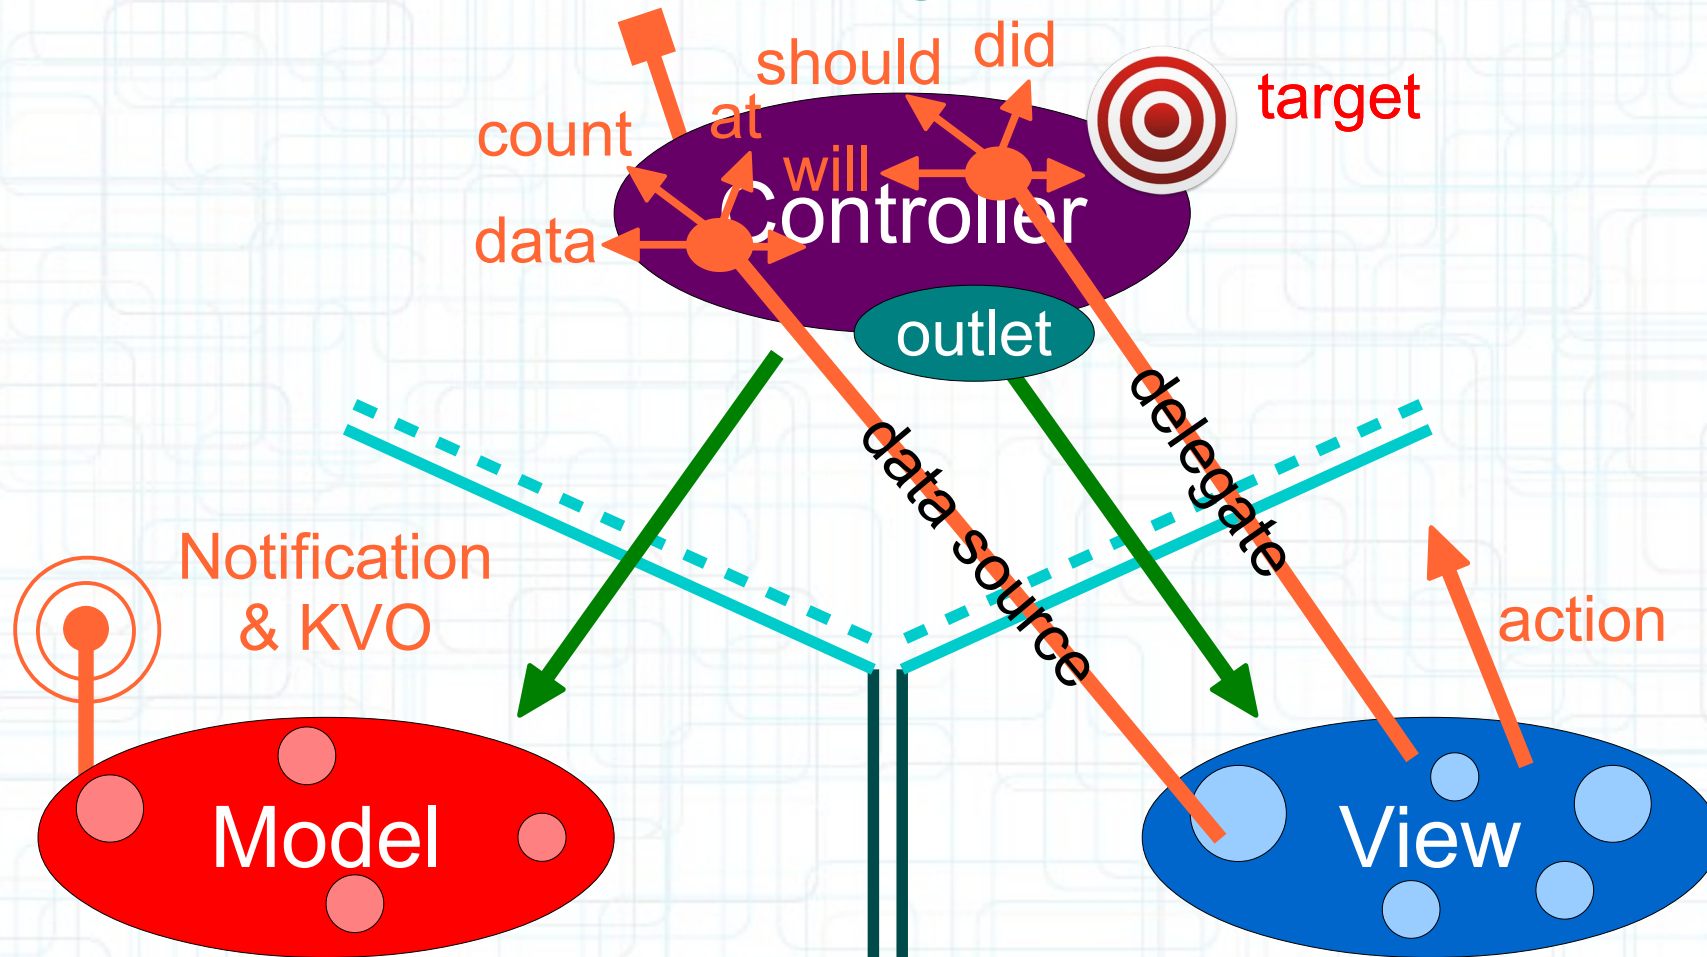 should
did
target
count
at
will
Controller
data
outlet
data source
delegate
Notification
& KVO
action
Model
View